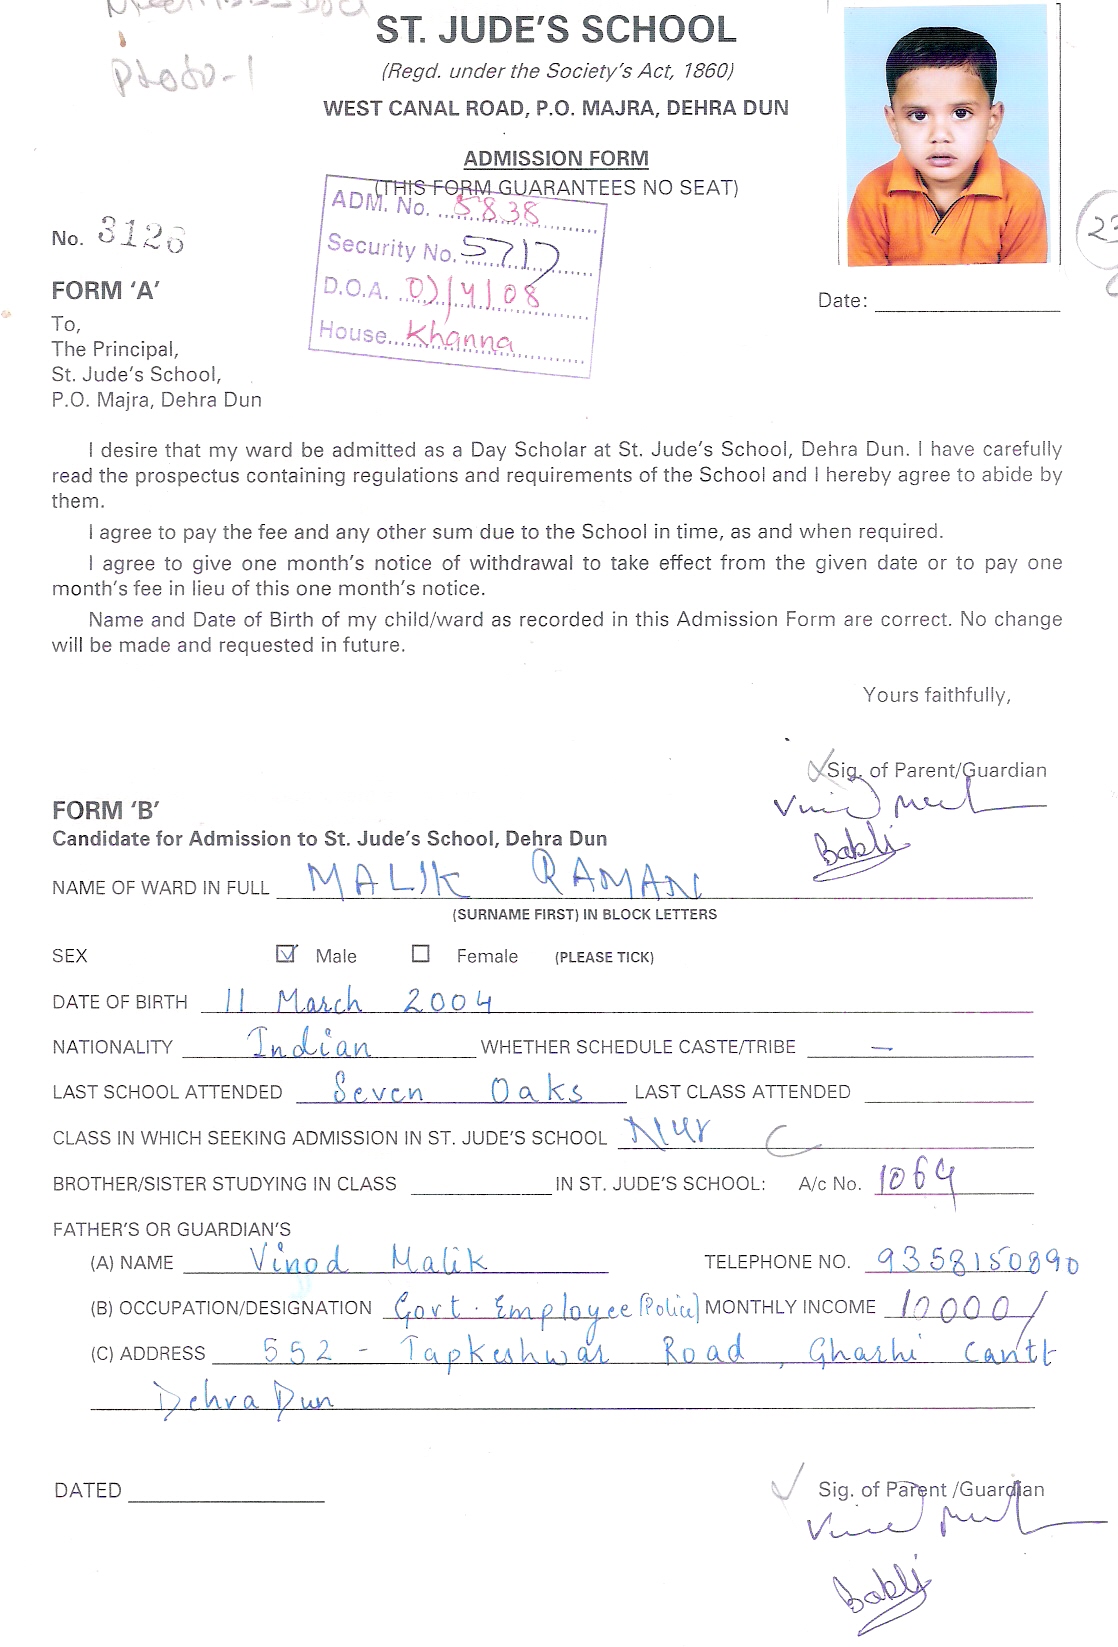 Photo-1
ST. JUDE'S SCHOOL
(Regd. under the Society's Act, 1860)
WEST CANAL ROAD, P.O. MAJRA, DEHRA DUN
ADMISSION FORM
(THIS FORM GUARANTEES NO SEAT)
ADM. No. 5838
Security No. 5717
D.O.A. 07/4/08
House Khanna
No. 3126
23
FORM 'A'
Date:
To,
The Principal,
St. Jude's School,
P.O. Majra, Dehra Dun
I desire that my ward be admitted as a Day Scholar at St. Jude's School, Dehra Dun. I have carefully
read the prospectus containing regulations and requirements of the School and I hereby agree to abide by
them.
I agree to pay the fee and any other sum due to the School in time, as and when required.
I agree to give one month's notice of withdrawal to take effect from the given date or to pay one
month's fee in lieu of this one month's notice.
Name and Date of Birth of my child/ward as recorded in this Admission Form are correct. No change
will be made and requested in future.
Yours faithfully,
Sig. of Parent/Guardian
Babli
FORM 'B'
Candidate for Admission to St. Jude's School, Dehra Dun
NAME OF WARD IN FULL MALIK RAMAN
(SURNAME FIRST) IN BLOCK LETTERS
SEX Male Female (PLEASE TICK)
DATE OF BIRTH 11 March 2004
NATIONALITY Indian WHETHER SCHEDULE CASTE/TRIBE —
LAST SCHOOL ATTENDED Seven Oaks LAST CLASS ATTENDED
CLASS IN WHICH SEEKING ADMISSION IN ST. JUDE'S SCHOOL Nur C
BROTHER/SISTER STUDYING IN CLASS IN ST. JUDE'S SCHOOL: A/c No. 1064
FATHER'S OR GUARDIAN'S
(A) NAME Vinod Malik TELEPHONE NO. 9358150890
(B) OCCUPATION/DESIGNATION Govt. Employee (Police) MONTHLY INCOME 10000/
(C) ADDRESS 552 - Tapkeshwar Road, Gharhi Cantt
Dehra Dun
DATED
Sig. of Parent /Guardian
Babli